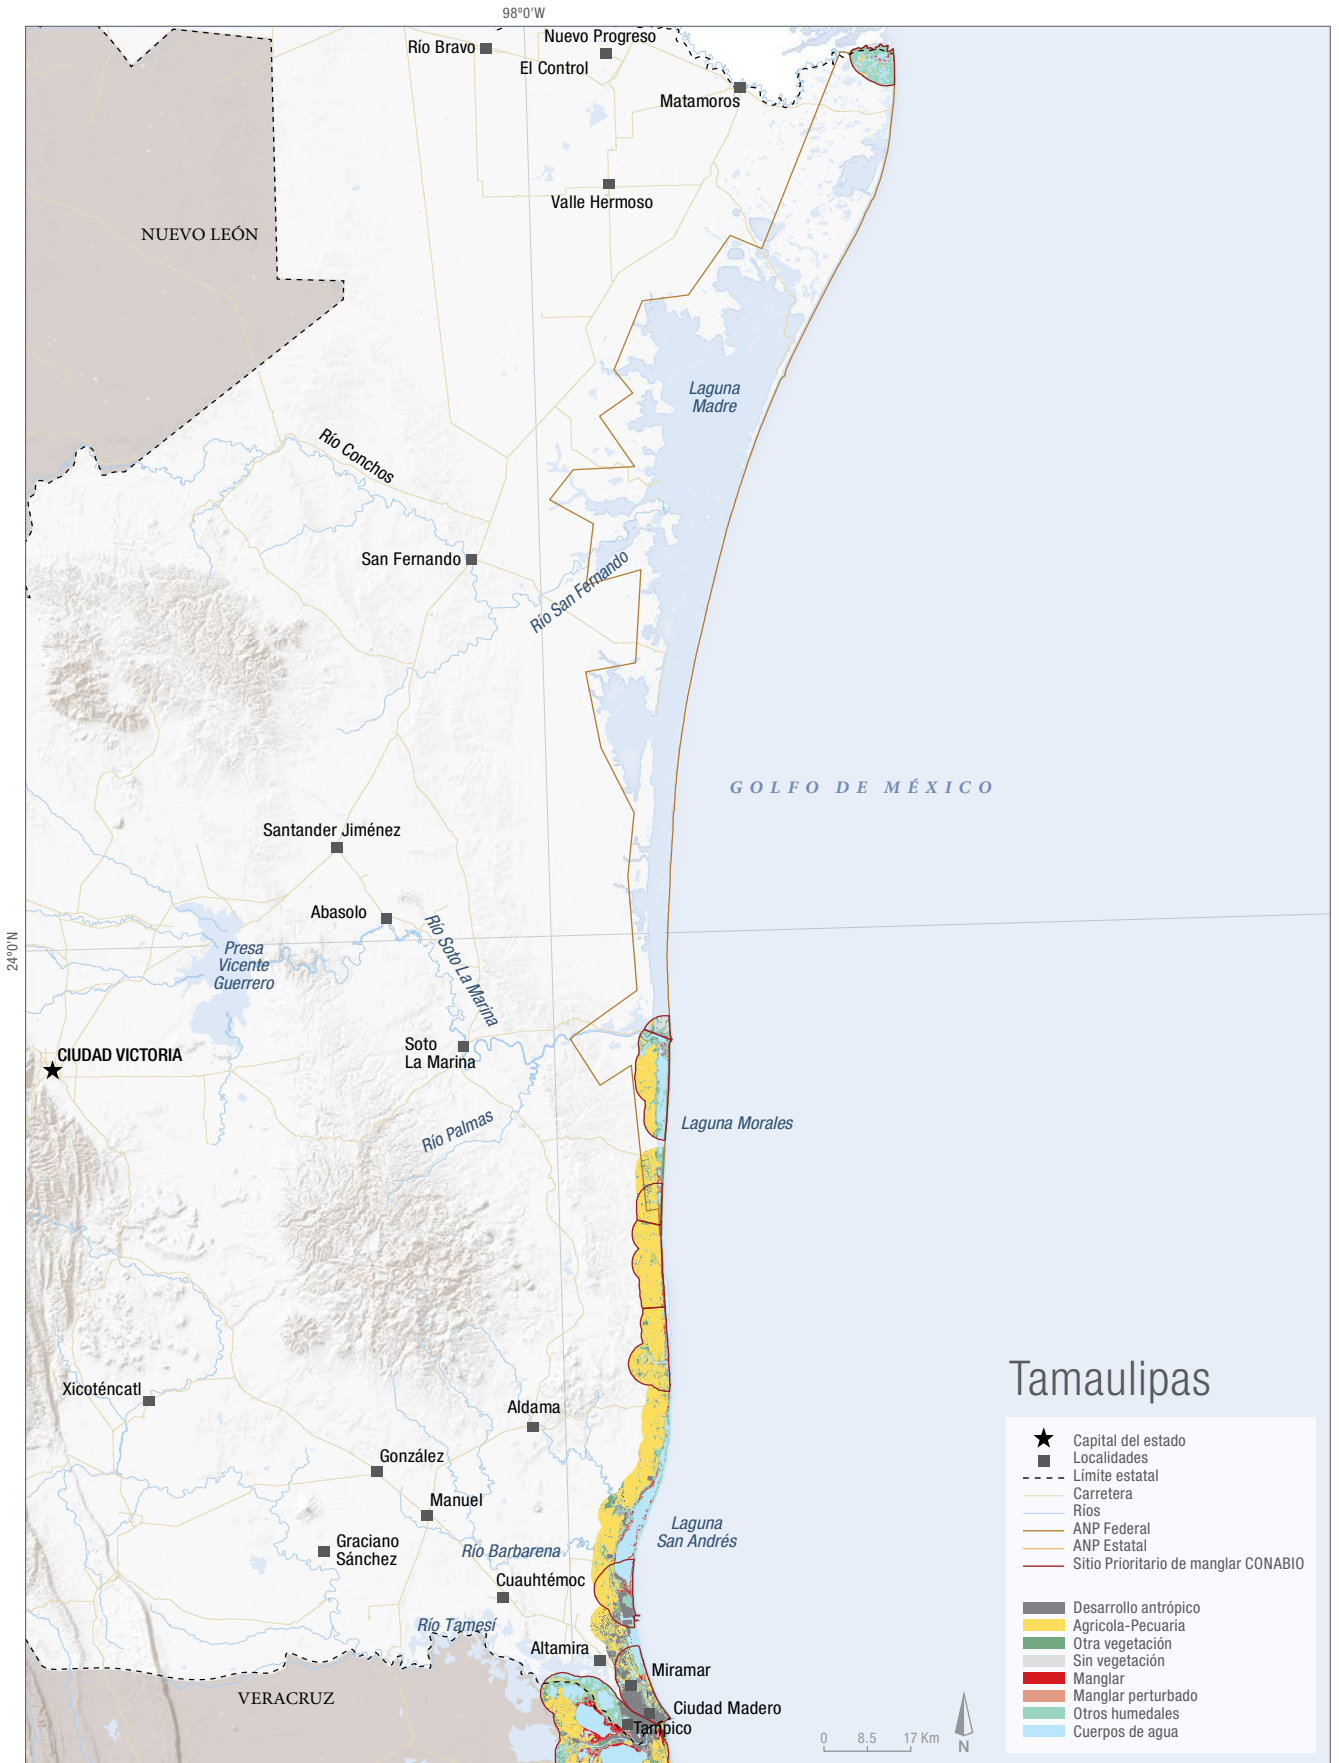 98°0'W
Río Bravo
Nuevo Progreso
El Control
Matamoros
Valle Hermoso
NUEVO LEÓN
Laguna
Madre
Río Conchos
San Fernando
Río San Fernando
GOLFO DE MÉXICO
Santander Jiménez
Abasolo
Río Soto La Marina
24°0'N
Presa
Vicente
Guerrero
Soto
La Marina
CIUDAD VICTORIA
Río Palmas
Laguna Morales
Xicoténcatl
Aldama
González
Manuel
Graciano
Sánchez
Laguna
San Andrés
Río Barbarena
Cuauhtémoc
Río Tamesí
Altamira
Miramar
VERACRUZ
Ciudad Madero
Tampico
Tamaulipas
Capital del estado
Localidades
Límite estatal
Carretera
Ríos
ANP Federal
ANP Estatal
Sitio Prioritario de manglar CONABIO
Desarrollo antrópico
Agricola-Pecuaria
Otra vegetación
Sin vegetación
Manglar
Manglar perturbado
Otros humedales
Cuerpos de agua
0 8.5 17 Km
N